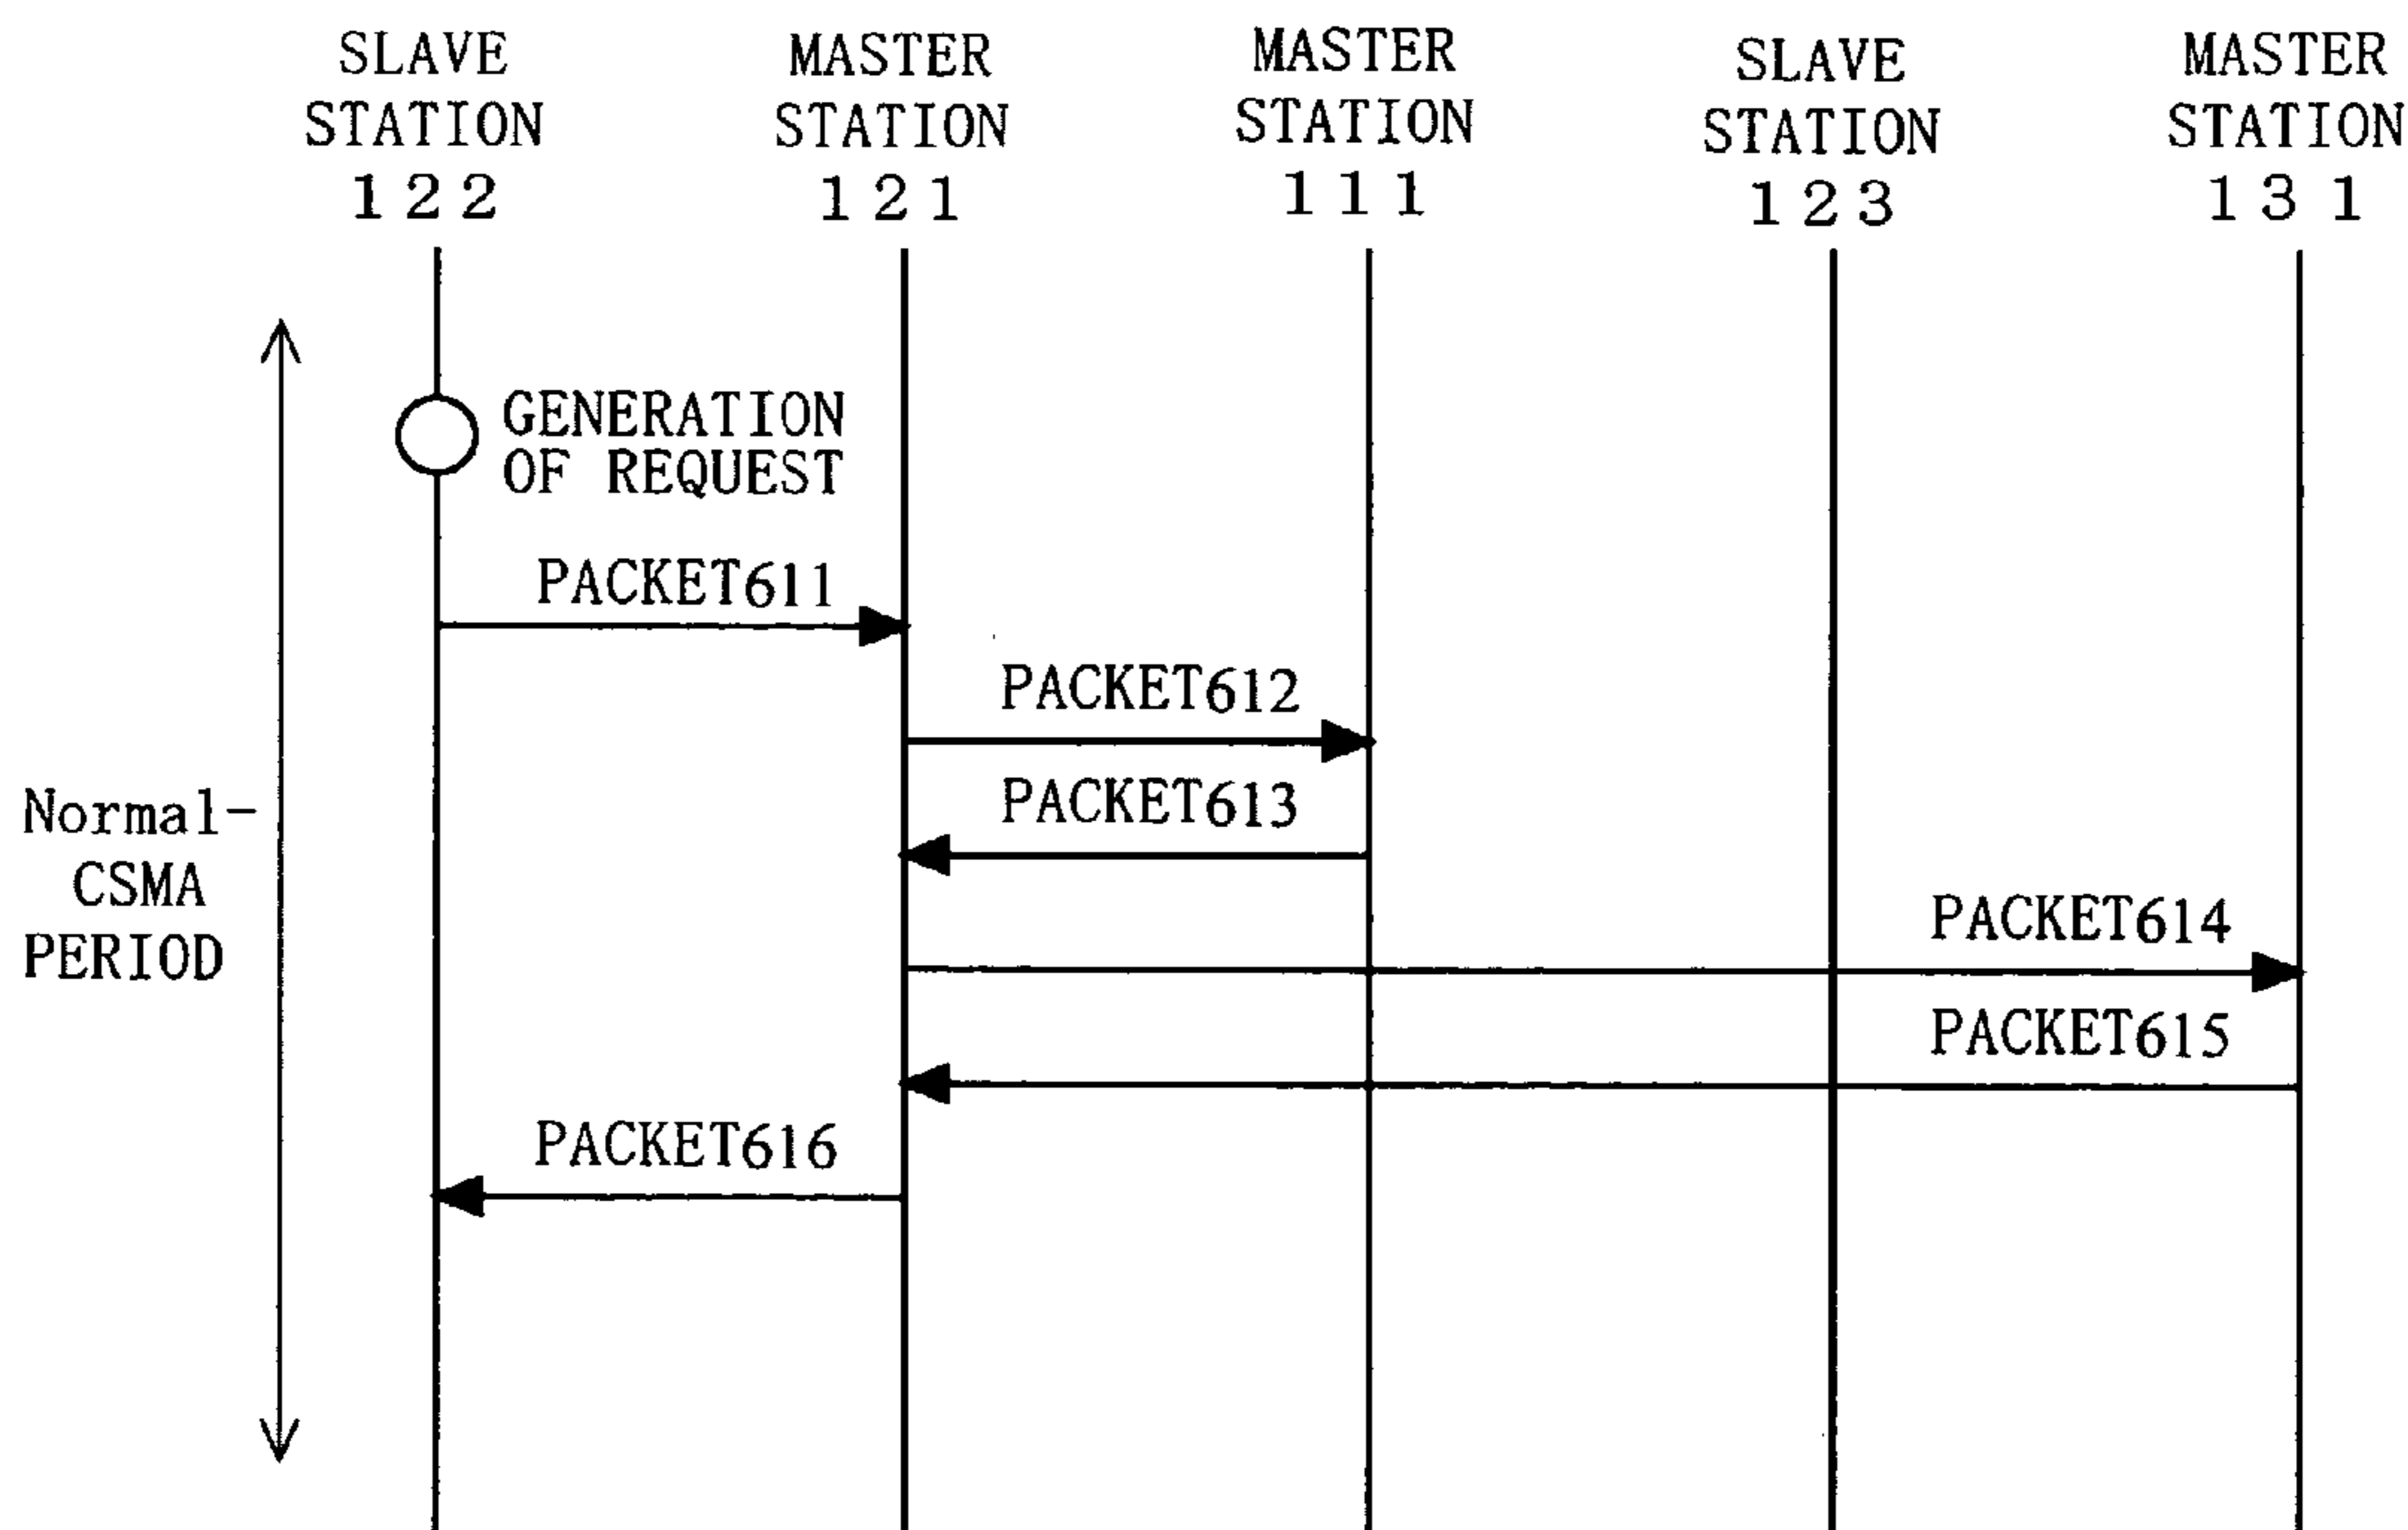 SLAVE
STATION
122
MASTER
STATION
121
MASTER
STATION
111
SLAVE
STATION
123
MASTER
STATION
131
GENERATION
OF REQUEST
PACKET611
PACKET612
PACKET613
Normal-
CSMA
PERIOD
PACKET614
PACKET615
PACKET616